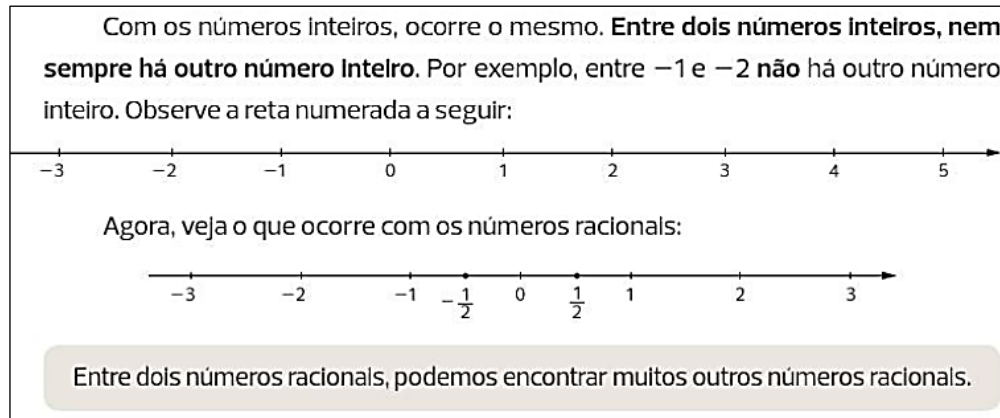 Com os números inteiros, ocorre o mesmo. Entre dois números inteiros, nem
sempre há outro número inteiro. Por exemplo, entre −1 e −2 não há outro número
inteiro. Observe a reta numerada a seguir:
−3 −2 −1 0 1 2 3 4 5
Agora, veja o que ocorre com os números racionais:
−3 −2 −1 −1/2 0 1/2 1 2 3
Entre dois números racionais, podemos encontrar muitos outros números racionais.